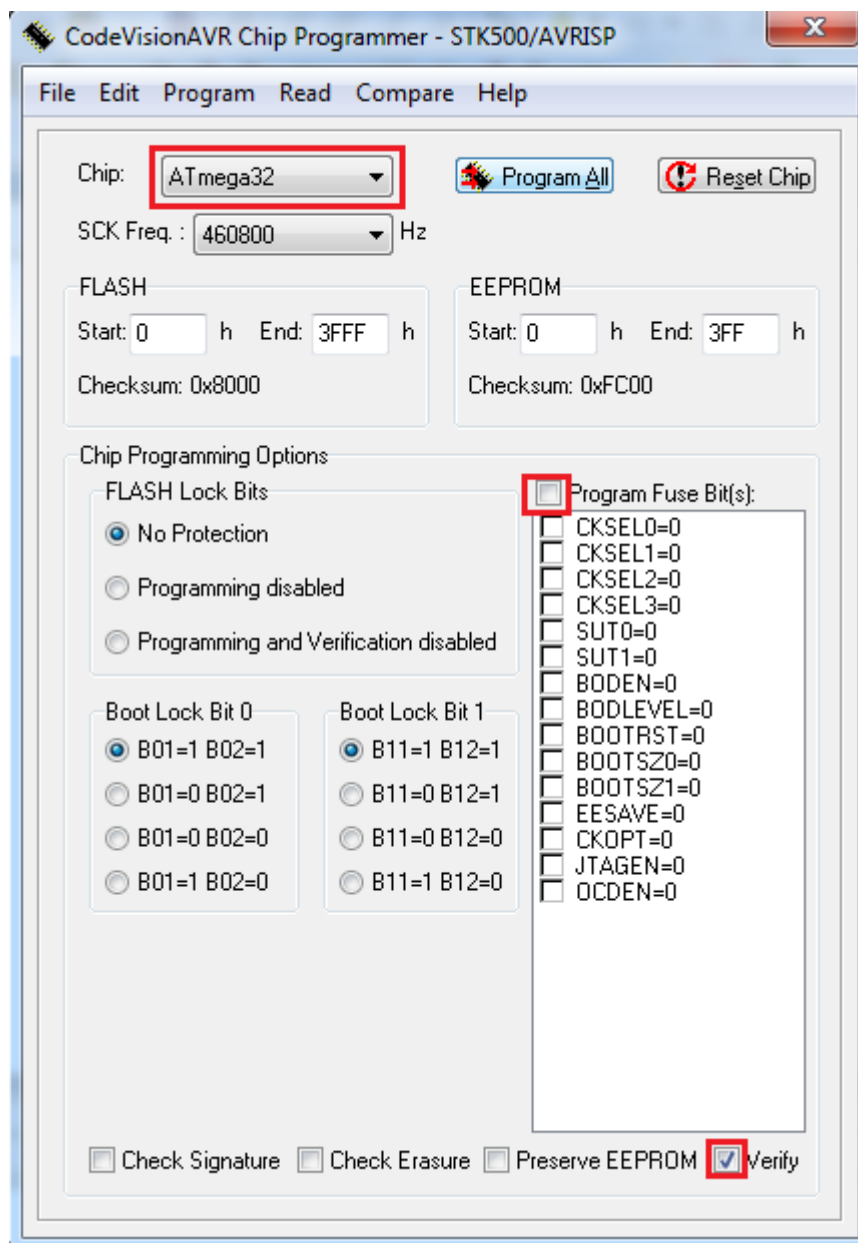 CodeVisionAVR Chip Programmer - STK500/AVRISP
x
File Edit Program Read Compare Help
Chip: ATmega32 Program All Reset Chip
SCK Freq. : 460800 Hz
FLASH EEPROM
Start: 0 h End: 3FFF h Start: 0 h End: 3FF h
Checksum: 0x8000 Checksum: 0xFC00
Chip Programming Options
FLASH Lock Bits
No Protection
Programming disabled
Programming and Verification disabled
Boot Lock Bit 0
B01=1 B02=1
B01=0 B02=1
B01=0 B02=0
B01=1 B02=0
Boot Lock Bit 1
B11=1 B12=1
B11=0 B12=1
B11=0 B12=0
B11=1 B12=0
Program Fuse Bit(s):
CKSEL0=0
CKSEL1=0
CKSEL2=0
CKSEL3=0
SUT0=0
SUT1=0
BODEN=0
BODLEVEL=0
BOOTRST=0
BOOTSZ0=0
BOOTSZ1=0
EESAVE=0
CKOPT=0
JTAGEN=0
OCDEN=0
Check Signature Check Erasure Preserve EEPROM Verify